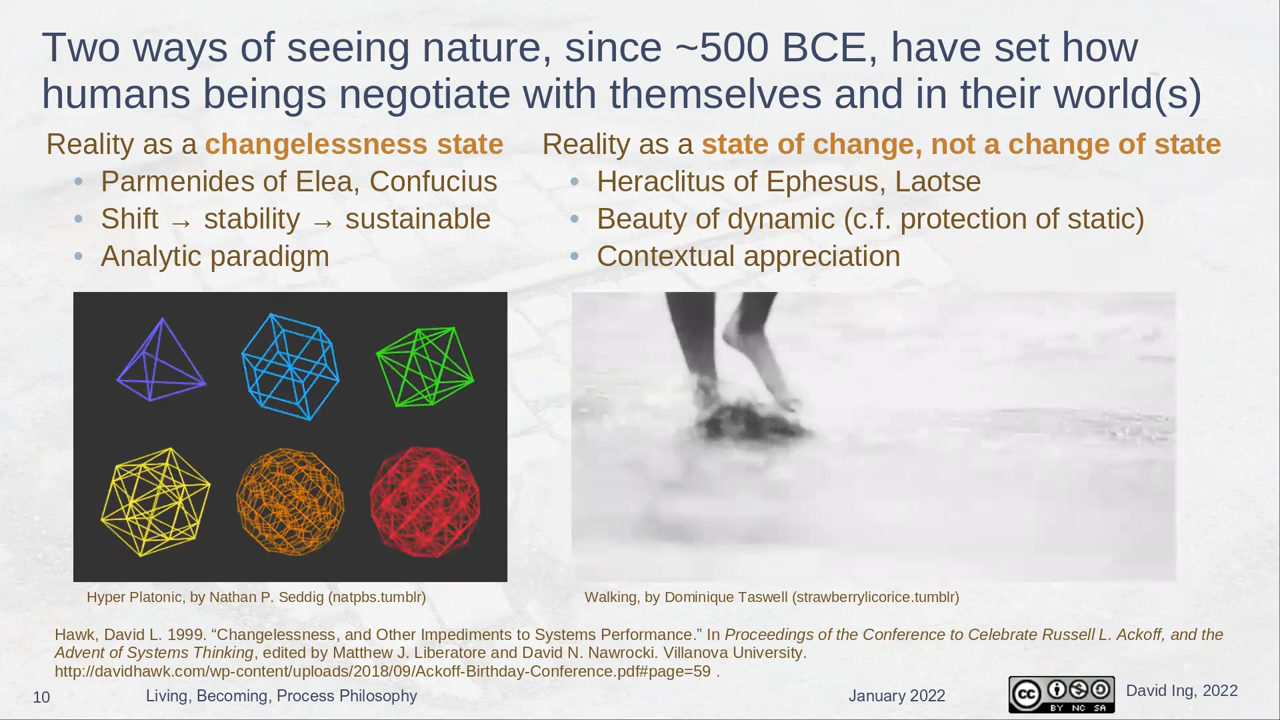 Two ways of seeing nature, since ~500 BCE, have set how
humans beings negotiate with themselves and in their world(s)
Reality as a changelessness state
• Parmenides of Elea, Confucius
• Shift → stability → sustainable
• Analytic paradigm
Reality as a state of change, not a change of state
• Heraclitus of Ephesus, Laotse
• Beauty of dynamic (c.f. protection of static)
• Contextual appreciation
Hyper Platonic, by Nathan P. Seddig (natpbs.tumblr)
Walking, by Dominique Taswell (strawberrylicorice.tumblr)
Hawk, David L. 1999. “Changelessness, and Other Impediments to Systems Performance.” In Proceedings of the Conference to Celebrate Russell L. Ackoff, and the
Advent of Systems Thinking, edited by Matthew J. Liberatore and David N. Nawrocki. Villanova University.
http://davidhawk.com/wp-content/uploads/2018/09/Ackoff-Birthday-Conference.pdf#page=59 .
10
Living, Becoming, Process Philosophy
January 2022
cc
BY NC SA
David Ing, 2022